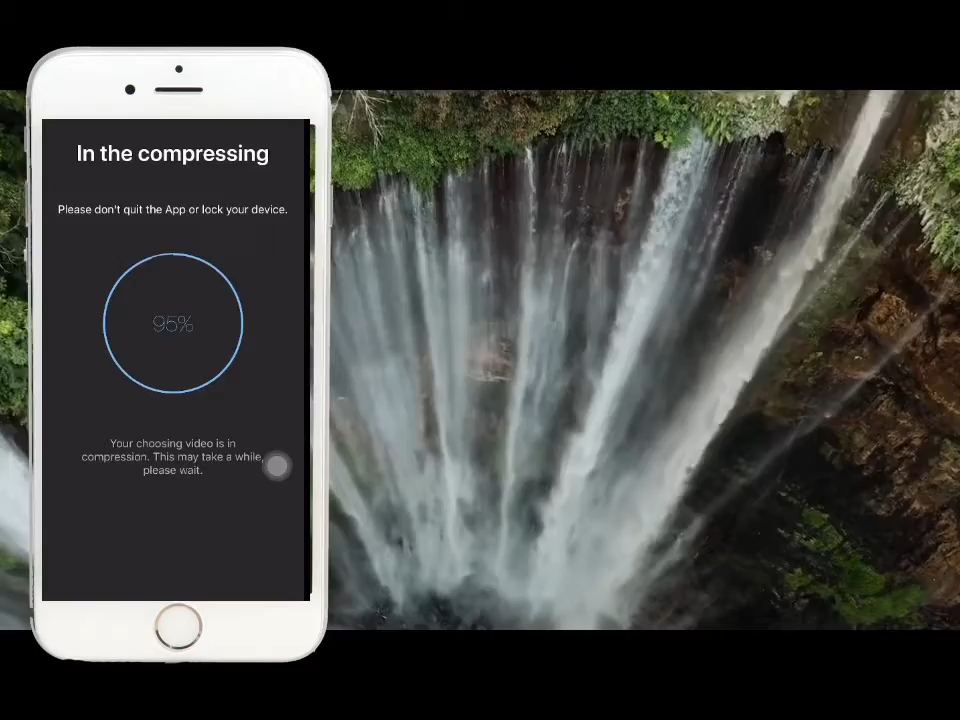 In the compressing
Please don't quit the App or lock your device.
95%
Your choosing video is in
compression. This may take a while,
please wait.